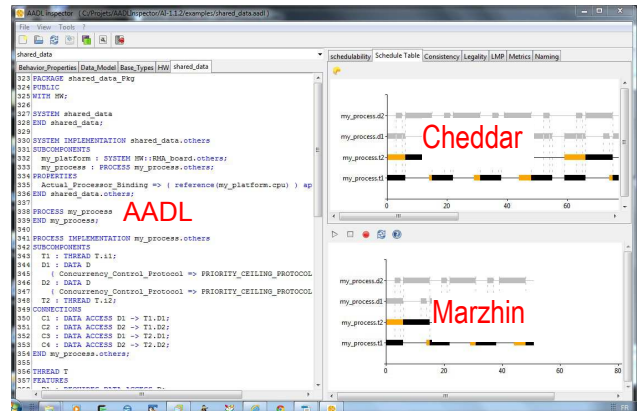 AADL Inspector ( C:/Projets/AADLInspector/AI-1.1.2/examples/shared_data.aadl )
File View Tools ?
shared_data
Behavior_Properties Data_Model Base_Types HW shared_data
323 PACKAGE shared_data_Pkg
324 PUBLIC
325 WITH HW;
326
327 SYSTEM shared_data
328 END shared_data;
329
330 SYSTEM IMPLEMENTATION shared_data.others
331 SUBCOMPONENTS
332 my_platform : SYSTEM HW::RMA_board.others;
333 my_process : PROCESS my_process.others;
334 PROPERTIES
335 Actual_Processor_Binding => ( reference(my_platform.cpu) ) ap
336 END shared_data.others;
337
338 PROCESS my_process
339 END my_process;
340
341 PROCESS IMPLEMENTATION my_process.others
342 SUBCOMPONENTS
343 T1 : THREAD T.i1;
344 D1 : DATA D
345 { Concurrency_Control_Protocol => PRIORITY_CEILING_PROTOCOL
346 D2 : DATA D
347 { Concurrency_Control_Protocol => PRIORITY_CEILING_PROTOCOL
348 T2 : THREAD T.i2;
349 CONNECTIONS
350 C1 : DATA ACCESS D1 -> T1.D1;
351 C2 : DATA ACCESS D2 -> T1.D2;
352 C3 : DATA ACCESS D1 -> T2.D1;
353 C4 : DATA ACCESS D2 -> T2.D2;
354 END my_process.others;
355
356 THREAD T
357 FEATURES
AADL
schedulability Schedule Table Consistency Legality LMP Metrics Naming
my_process.d2
my_process.d1
my_process.t2
my_process.t1
0 20 40 60
Cheddar
my_process.d2
my_process.d1
my_process.t2
my_process.t1
0 20 40 60 80
Marzhin
FR